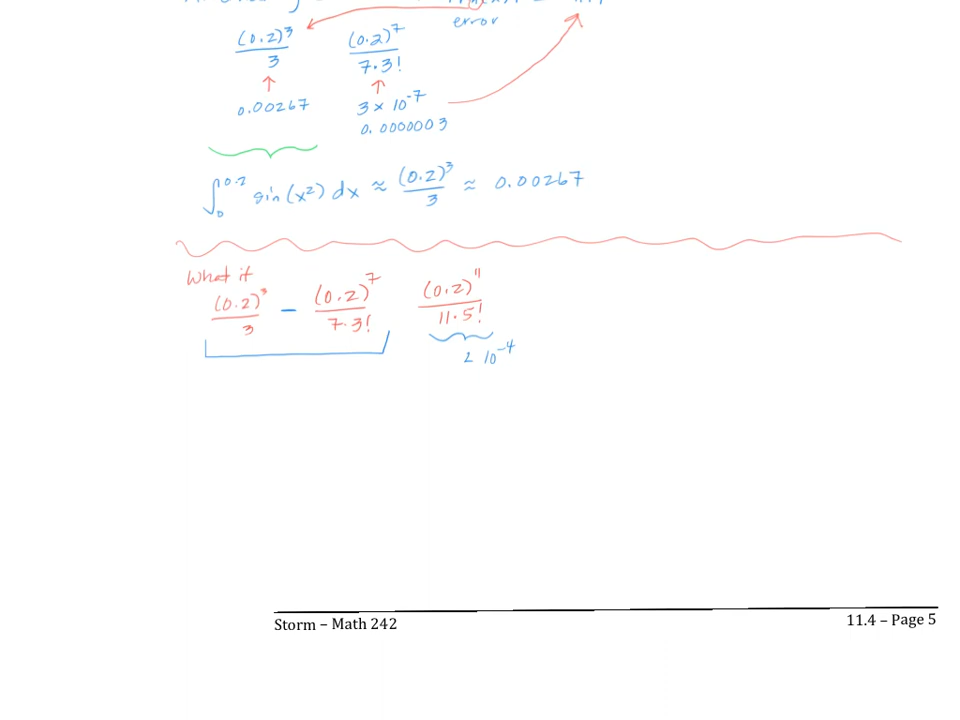 error
(0.2)³/3 (0.2)⁷/7·3!
↑ ↑
0.00267 3 × 10⁻⁷
0.0000003
∫₀^0.2 sin(x²) dx ≈ (0.2)³/3 ≈ 0.00267
What if
(0.2)³/3 − (0.2)⁷/7·3! (0.2)¹¹/11·5!
2 10⁻⁴
Storm – Math 242
11.4 – Page 5